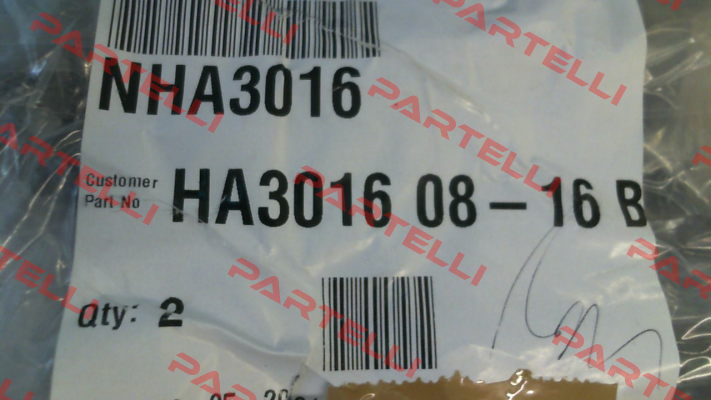 NHA3016
Customer
Part No
HA3016 08-16 B
Qty: 2
PARTELLI